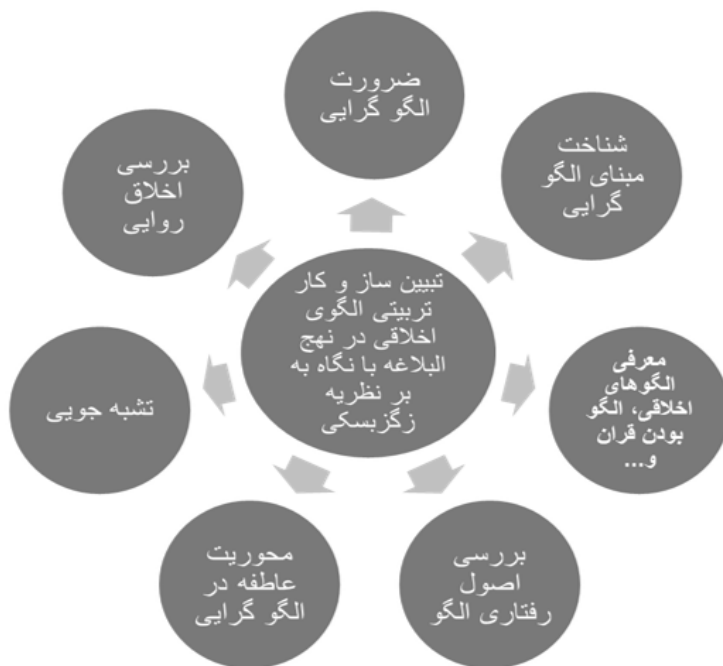 ضرورت
الگو گرایی
شناخت
مبنای الگو
گرایی
معرفی
الگوهای
اخلاقی، الگو
بودن قران
و...
بررسی
اصول
رفتاری الگو
محوریت
عاطفه در
الگو گرایی
تشبه جویی
بررسی
اخلاق
روایی
تبیین ساز و کار
تربیتی الگوی
اخلاقی در نهج
البلاغه با نگاه به
بر نظریه
زگزبسکی